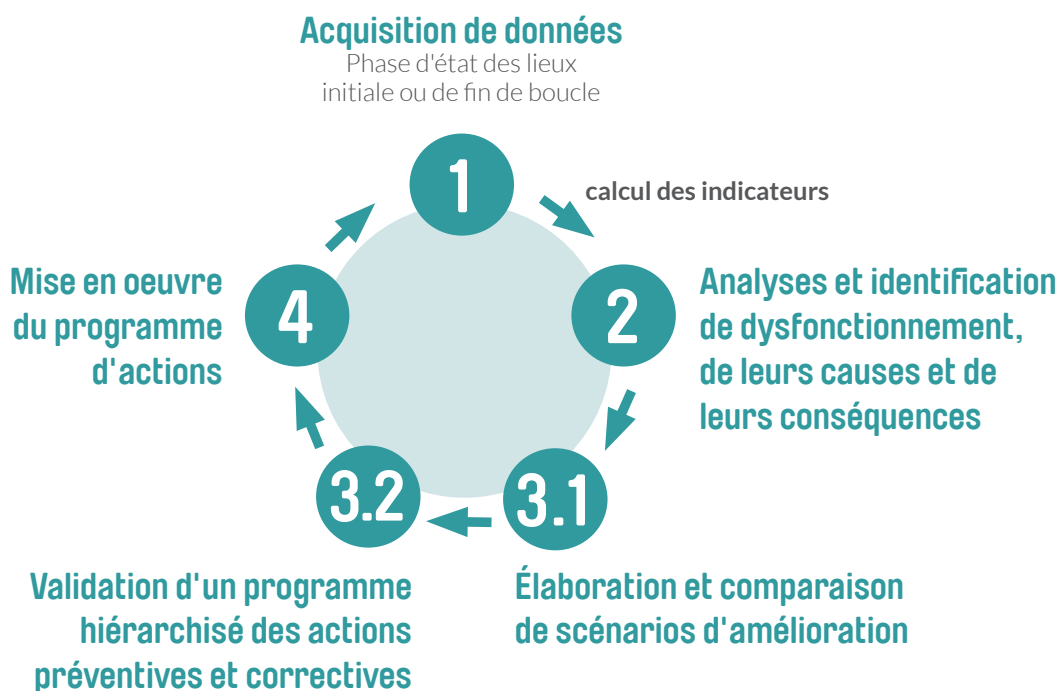 Acquisition de données
Phase d'état des lieux
initiale ou de fin de boucle
1
calcul des indicateurs
2
Analyses et identification
de dysfonctionnement,
de leurs causes et de
leurs conséquences
3.1
Élaboration et comparaison
de scénarios d'amélioration
3.2
Validation d'un programme
hiérarchisé des actions
préventives et correctives
4
Mise en oeuvre
du programme
d'actions